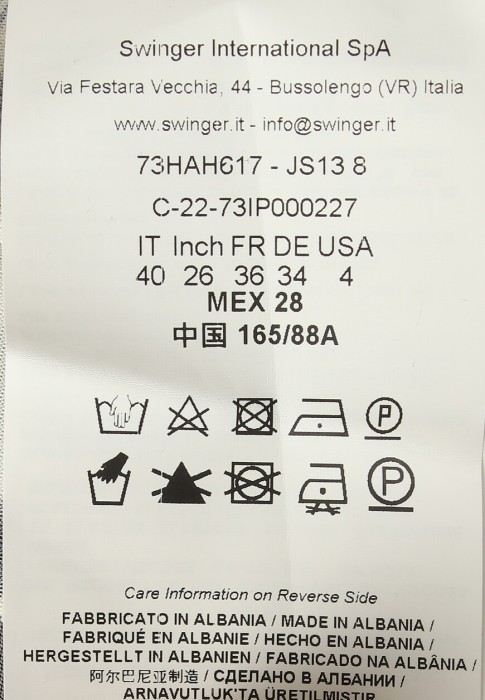 Swinger International SpA
Via Festara Vecchia, 44 - Bussolengo (VR) Italia
www.swinger.it - info@swinger.it
73HAH617 - JS13 8
C-22-73IP000227
IT Inch FR DE USA
40 26 36 34 4
MEX 28
中国 165/88A
P
P
Care Information on Reverse Side
FABBRICATO IN ALBANIA / MADE IN ALBANIA /
FABRIQUÉ EN ALBANIE / HECHO EN ALBANIA /
HERGESTELLT IN ALBANIEN / FABRICADO NA ALBÂNIA /
阿尔巴尼亚制造 / СДЕЛАНО В АЛБАНИИ /
ARNAVUTLUK'TA ÜRETILMISTIR